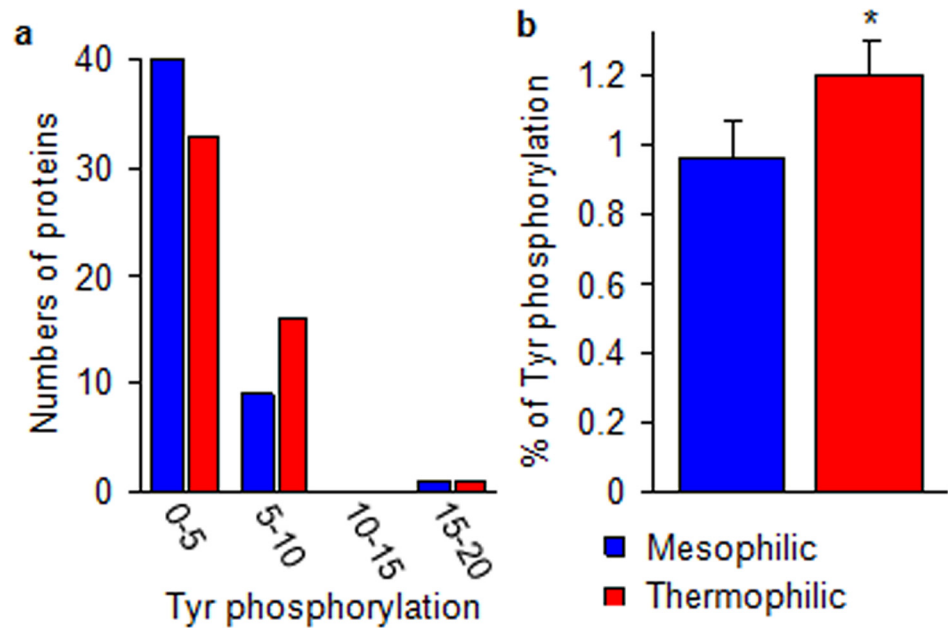 a
Numbers of proteins
40
30
20
10
0
0-5
5-10
10-15
15-20
Tyr phosphorylation
b
% of Tyr phosphorylation
1.2
1
0.8
0.6
0.4
0.2
0
*
Mesophilic
Thermophilic